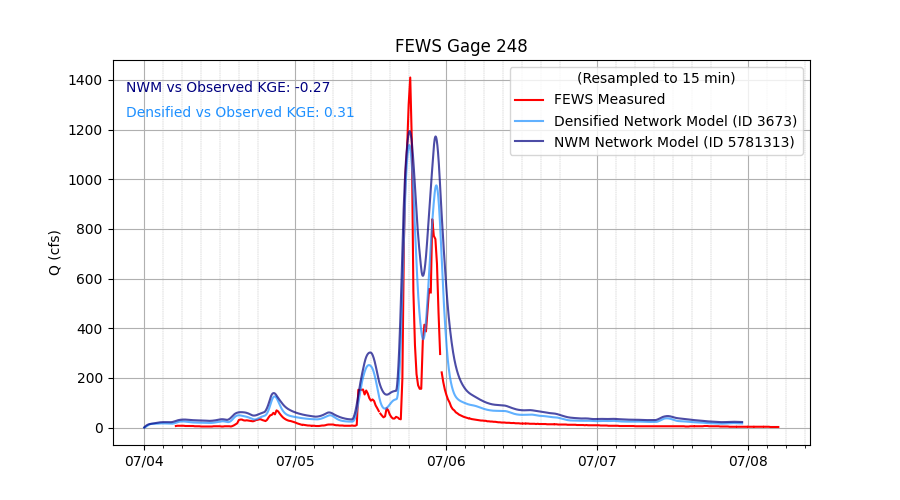 FEWS Gage 248
NWM vs Observed KGE: -0.27
Densified vs Observed KGE: 0.31
(Resampled to 15 min)
FEWS Measured
Densified Network Model (ID 3673)
NWM Network Model (ID 5781313)
Q (cfs)
1400
1200
1000
800
600
400
200
0
07/04 07/05 07/06 07/07 07/08